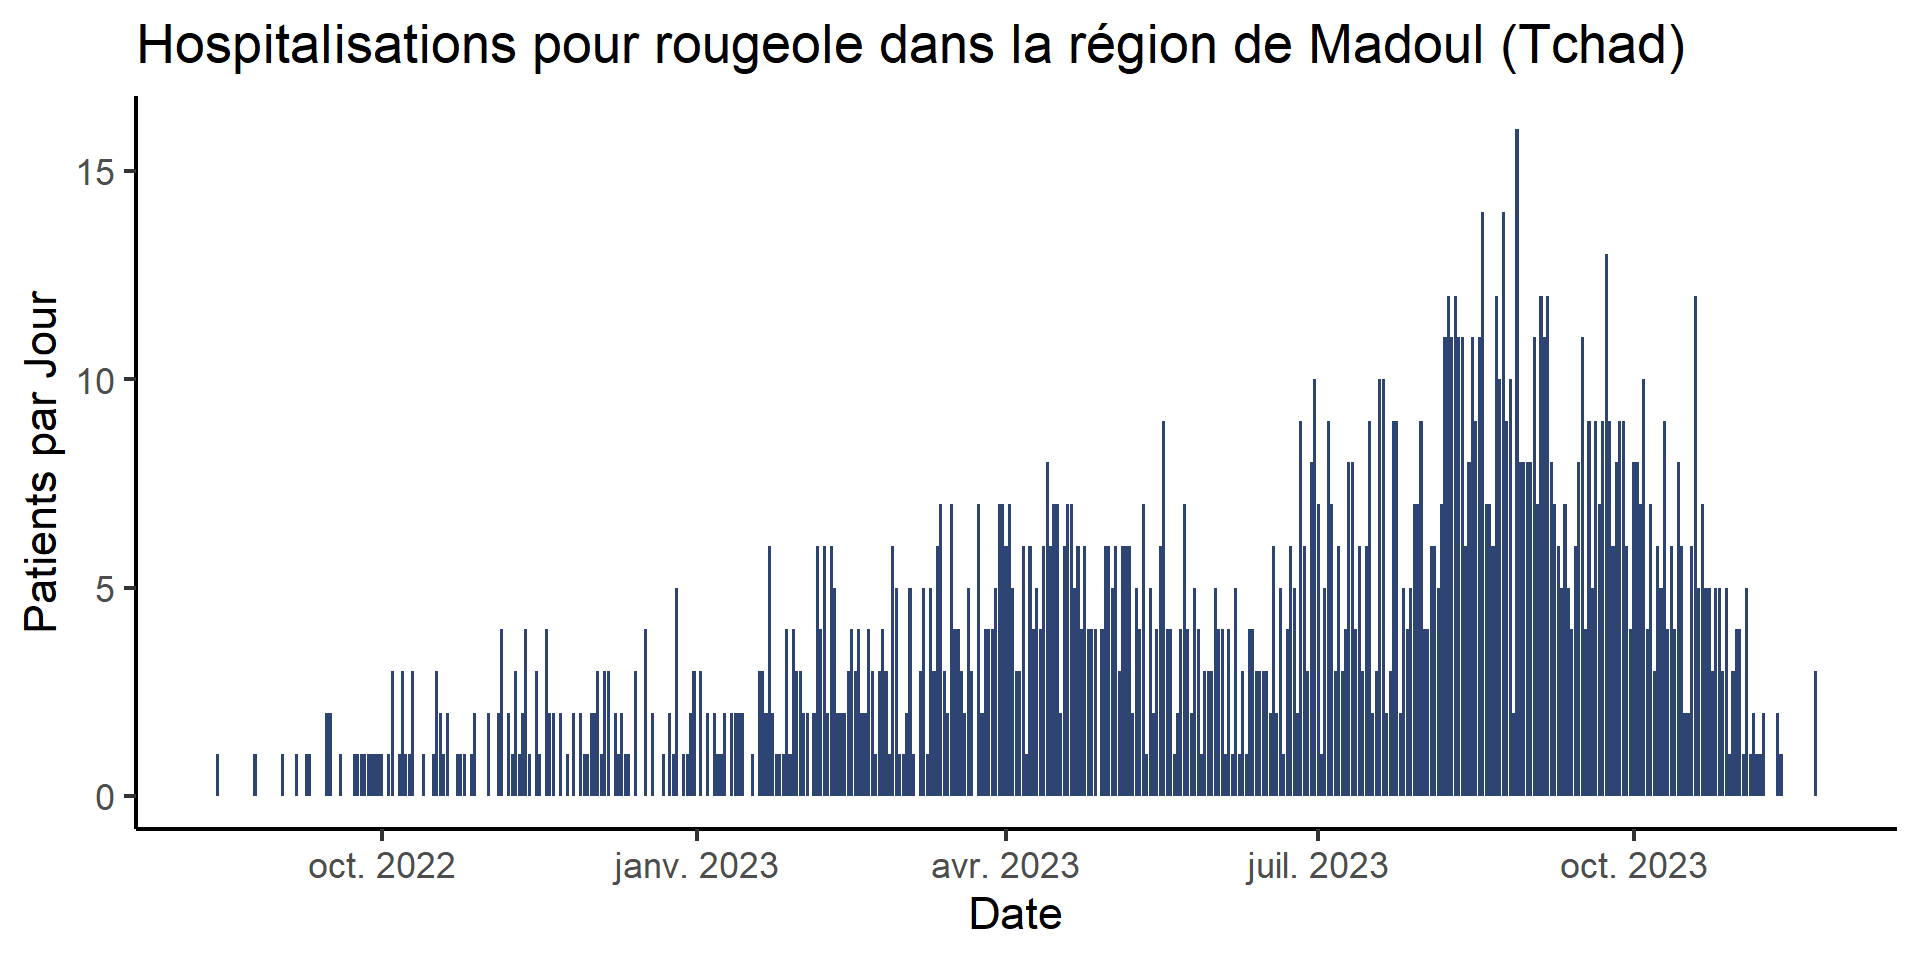 Hospitalisations pour rougeole dans la région de Madoul (Tchad)
Patients par Jour
15
10
5
0
oct. 2022
janv. 2023
avr. 2023
juil. 2023
oct. 2023
Date